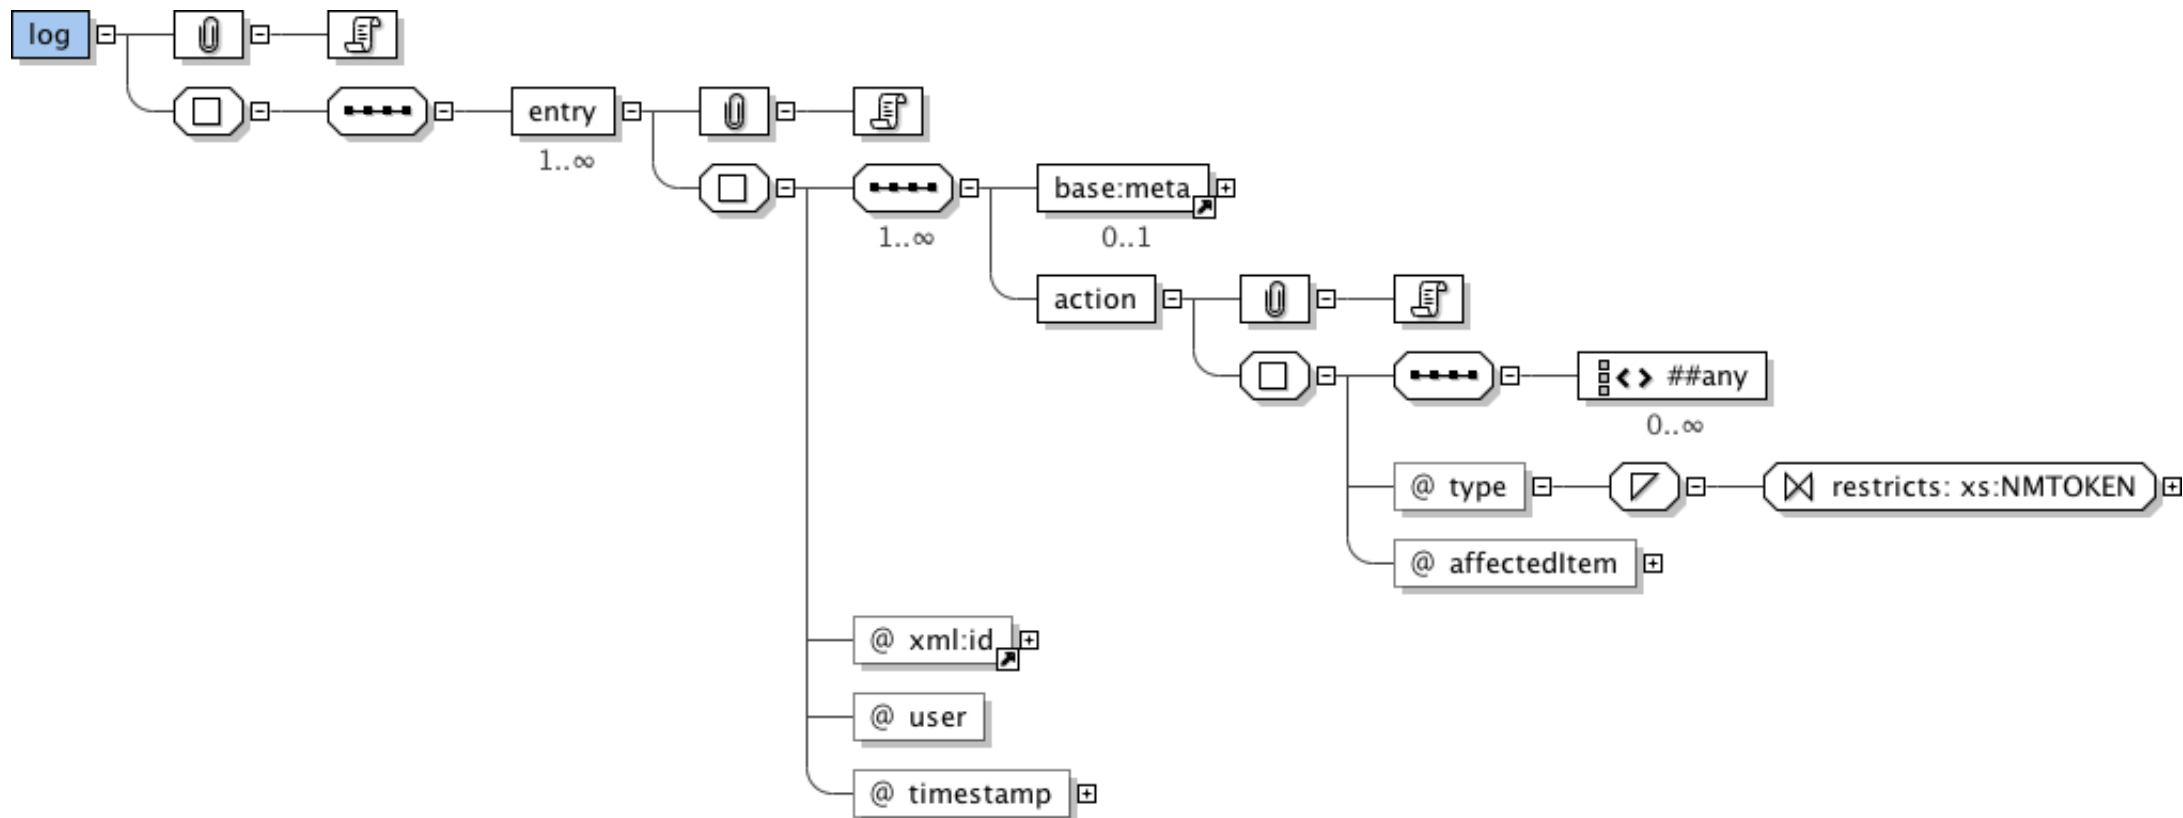 log
entry
1..∞
base:meta
1..∞
0..1
action
##any
0..∞
@ type
restricts: xs:NMTOKEN
@ affectedItem
@ xml:id
@ user
@ timestamp